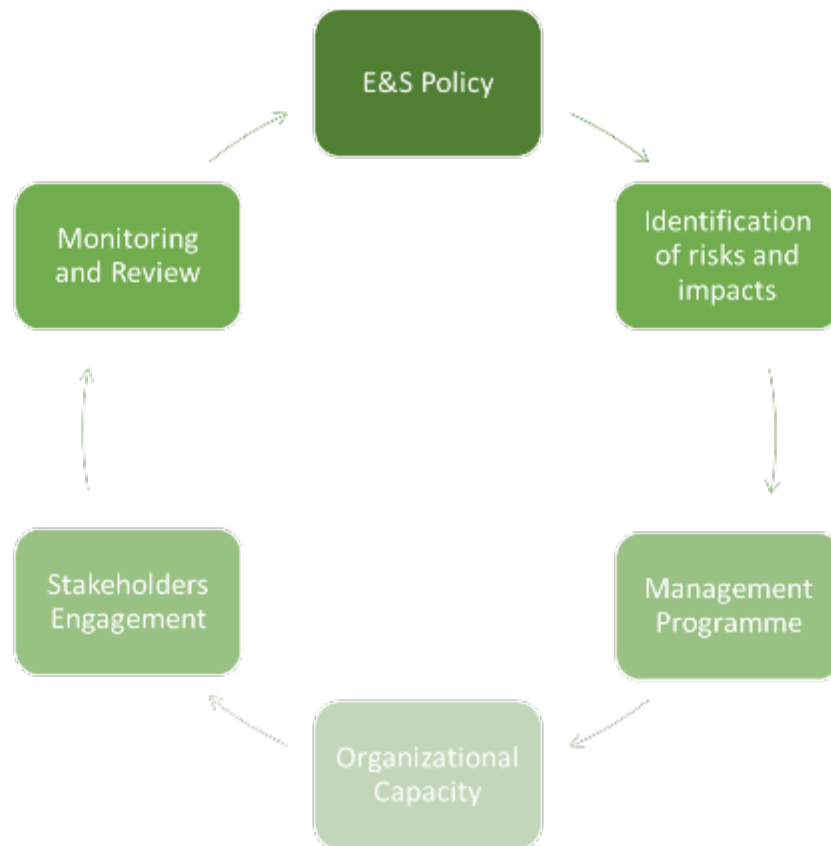 E&S Policy
Identification
of risks and
impacts
Management
Programme
Organizational
Capacity
Stakeholders
Engagement
Monitoring
and Review